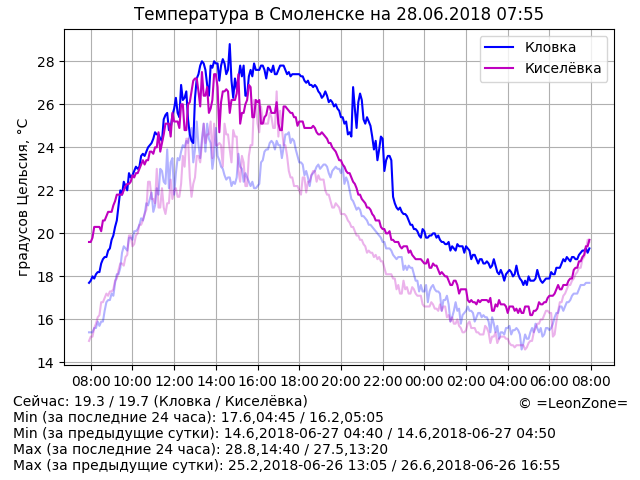 Температура в Смоленске на 28.06.2018 07:55
Кловка
Киселёвка
градусов Цельсия, °C
28
26
24
22
20
18
16
14
08:00 10:00 12:00 14:00 16:00 18:00 20:00 22:00 00:00 02:00 04:00 06:00 08:00
Сейчас: 19.3 / 19.7 (Кловка / Киселёвка)
© =LeonZone=
Min (за последние 24 часа): 17.6,04:45 / 16.2,05:05
Min (за предыдущие сутки): 14.6,2018-06-27 04:40 / 14.6,2018-06-27 04:50
Max (за последние 24 часа): 28.8,14:40 / 27.5,13:20
Max (за предыдущие сутки): 25.2,2018-06-26 13:05 / 26.6,2018-06-26 16:55